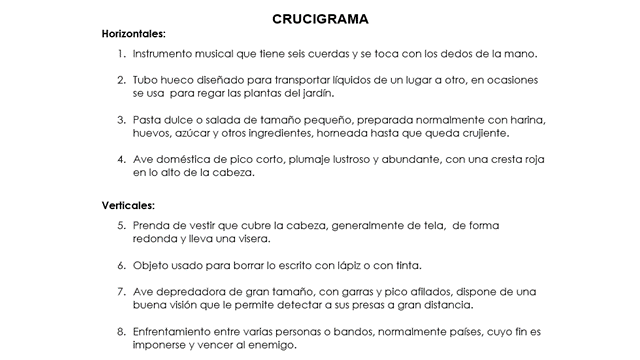 CRUCIGRAMA
Horizontales:
1. Instrumento musical que tiene seis cuerdas y se toca con los dedos de la mano.
2. Tubo hueco diseñado para transportar líquidos de un lugar a otro, en ocasiones
se usa para regar las plantas del jardín.
3. Pasta dulce o salada de tamaño pequeño, preparada normalmente con harina,
huevos, azúcar y otros ingredientes, horneada hasta que queda crujiente.
4. Ave doméstica de pico corto, plumaje lustroso y abundante, con una cresta roja
en lo alto de la cabeza.
Verticales:
5. Prenda de vestir que cubre la cabeza, generalmente de tela, de forma
redonda y lleva una visera.
6. Objeto usado para borrar lo escrito con lápiz o con tinta.
7. Ave depredadora de gran tamaño, con garras y pico afilados, dispone de una
buena visión que le permite detectar a sus presas a gran distancia.
8. Enfrentamiento entre varias personas o bandos, normalmente países, cuyo fin es
imponerse y vencer al enemigo.